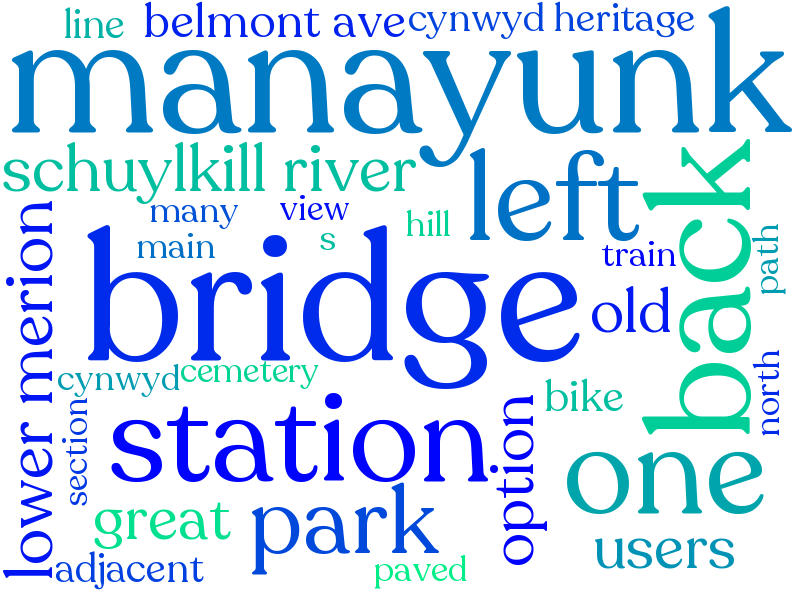 line
belmont ave
cynwyd heritage
manayunk
schuylkill river
left
back
many
view
s
hill
main
bridge
train
path
old
lower merion
cynwyd
cemetery
station
section
bike
north
option
one
great
park
users
adjacent
paved